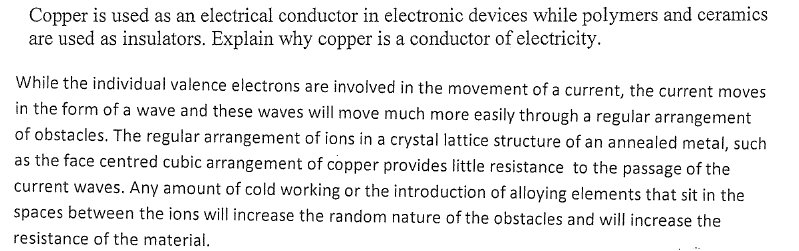 Copper is used as an electrical conductor in electronic devices while polymers and ceramics
are used as insulators. Explain why copper is a conductor of electricity.
While the individual valence electrons are involved in the movement of a current, the current moves
in the form of a wave and these waves will move much more easily through a regular arrangement
of obstacles. The regular arrangement of ions in a crystal lattice structure of an annealed metal, such
as the face centred cubic arrangement of copper provides little resistance to the passage of the
current waves. Any amount of cold working or the introduction of alloying elements that sit in the
spaces between the ions will increase the random nature of the obstacles and will increase the
resistance of the material.